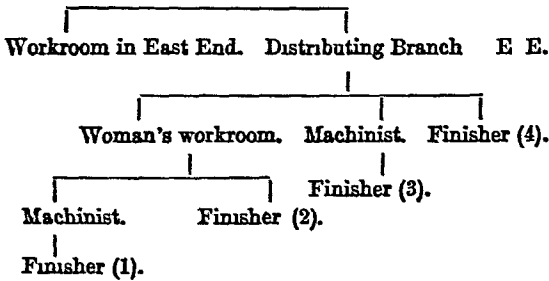 Workroom in East End. Distributing Branch E E.
Woman's workroom. Machinist. Finisher (4).
Finisher (3).
Machinist. Finisher (2).
Finisher (1).